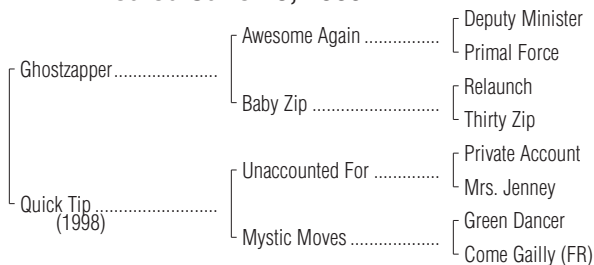 Deputy Minister
Awesome Again
Primal Force
Ghostzapper
Relaunch
Baby Zip
Thirty Zip
Private Account
Unaccounted For
Mrs. Jenney
Quick Tip
(1998)
Green Dancer
Mystic Moves
Come Gailly (FR)